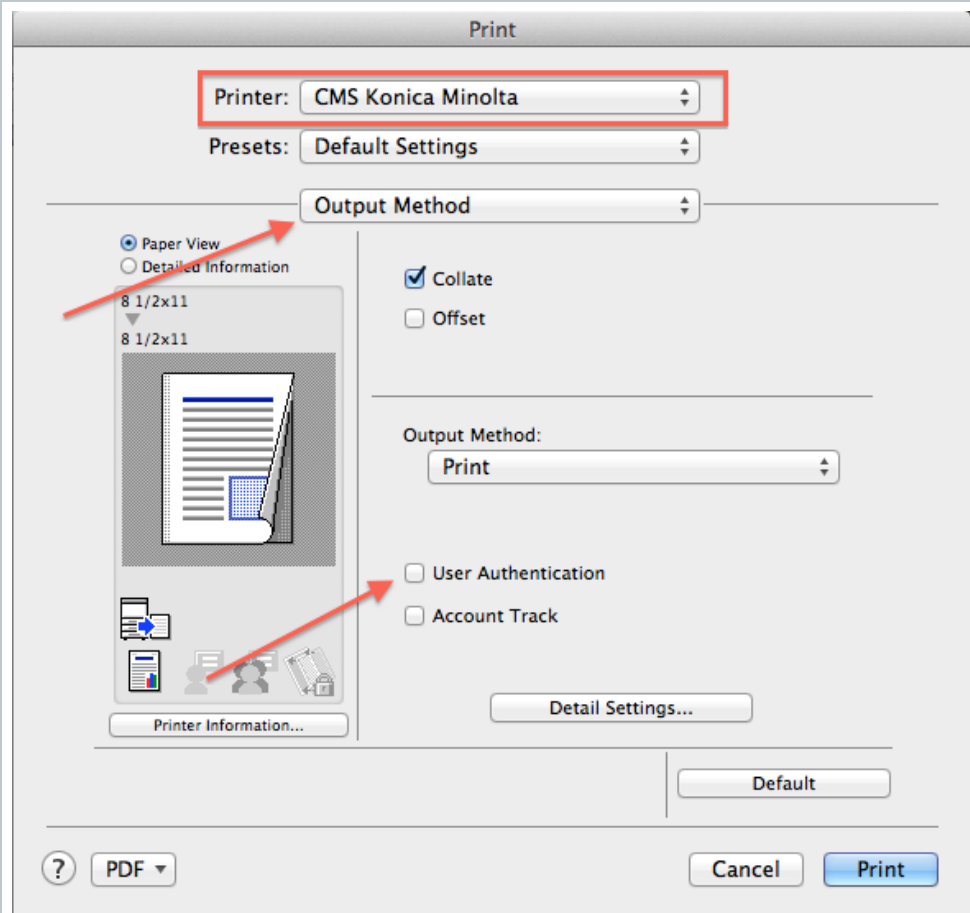 Print
Printer: CMS Konica Minolta
Presets: Default Settings
Output Method
Paper View
Detailed Information
8 1/2x11
8 1/2x11
Printer Information...
Collate
Offset
Output Method:
Print
User Authentication
Account Track
Detail Settings...
Default
? PDF Cancel Print